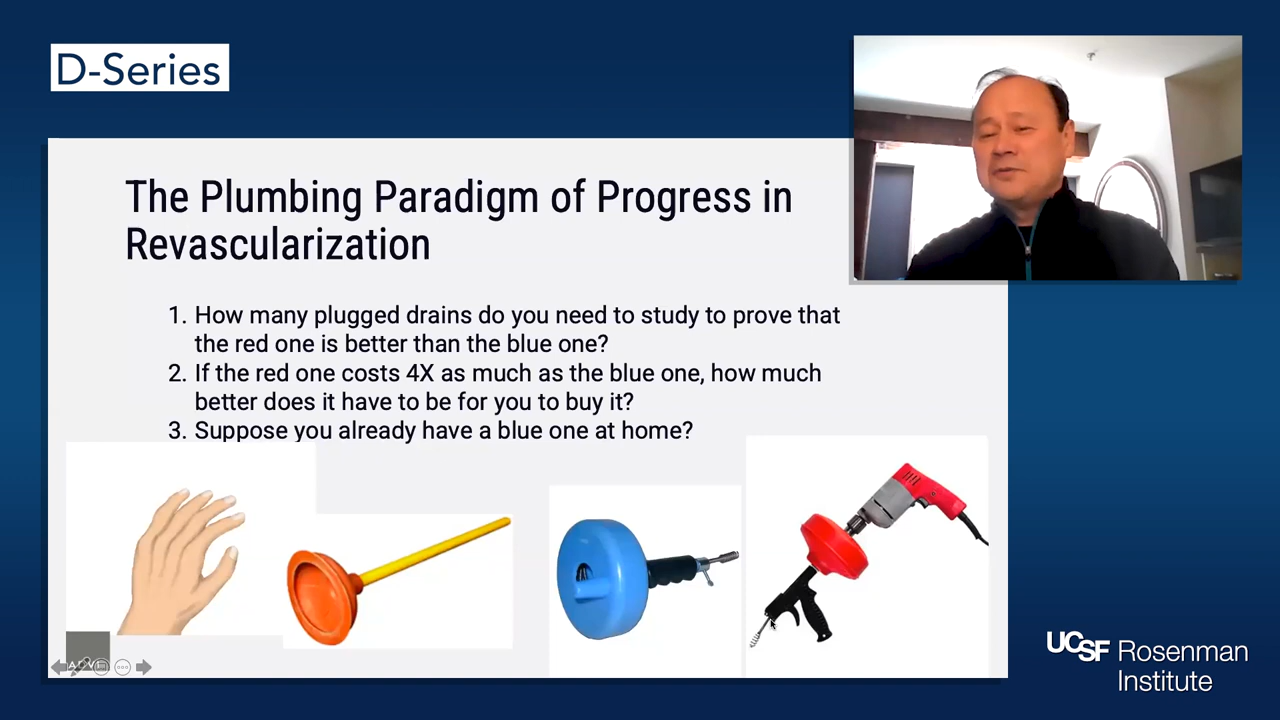 D-Series
The Plumbing Paradigm of Progress in
Revascularization
1. How many plugged drains do you need to study to prove that
the red one is better than the blue one?
2. If the red one costs 4X as much as the blue one, how much
better does it have to be for you to buy it?
3. Suppose you already have a blue one at home?
UCSF Rosenman
Institute